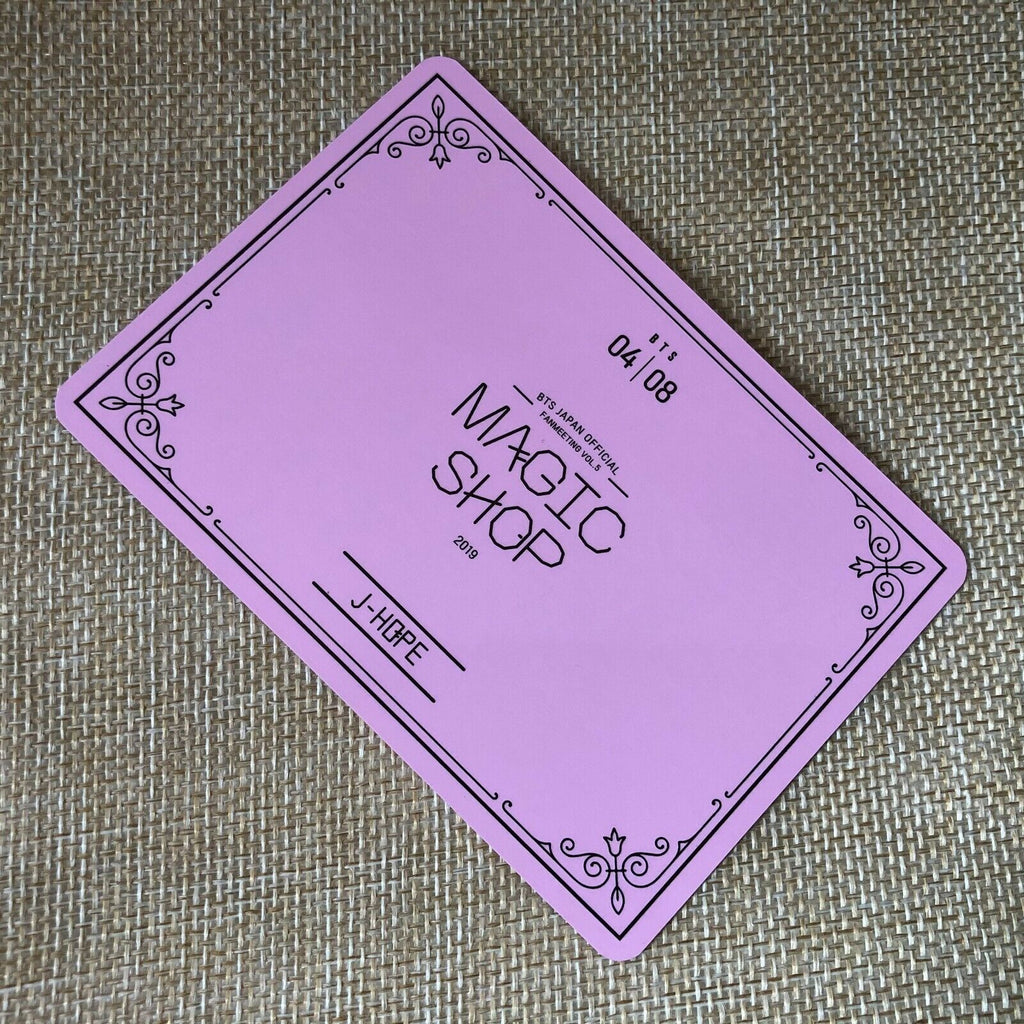 BTS
04|08
BTS JAPAN OFFICIAL
FANMEETING VOL.5
MAGIC
SHOP
2019
J-HOPE